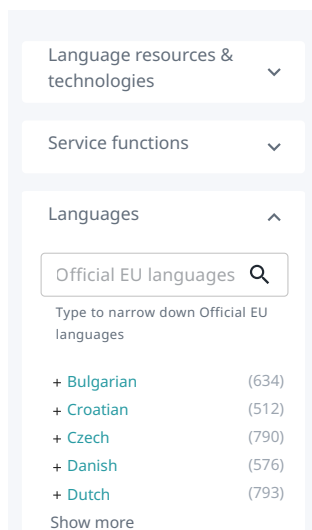 Language resources &
technologies
Service functions
Languages
Official EU languages
Type to narrow down Official EU
languages
+ Bulgarian (634)
+ Croatian (512)
+ Czech (790)
+ Danish (576)
+ Dutch (793)
Show more